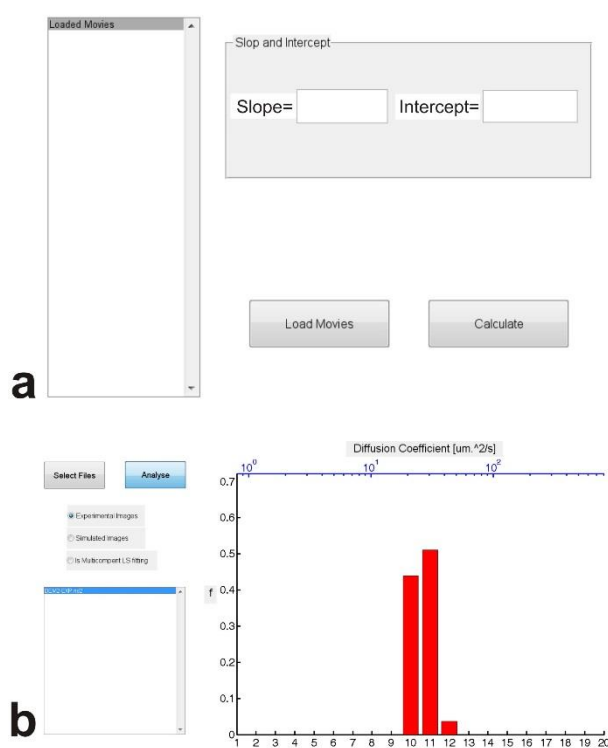 Loaded Movies
Slop and Intercept
Slope=
Intercept=
Load Movies
Calculate
a
Select Files
Analyse
Experimental Images
Simulated images
Is Multicompent LS fitting
Diffusion Coefficient [um.^2/s]
10^0 10^1 10^2
0.7
0.6
0.5
0.4
0.3
0.2
0.1
0
f
1 2 3 4 5 6 7 8 9 10 11 12 13 14 15 16 17 18 19 20
b